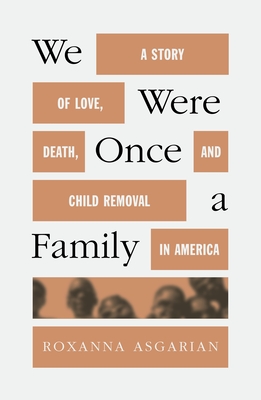 We A STORY
OF LOVE, Were
DEATH, Once AND
CHILD REMOVAL a
Family IN AMERICA
ROXANNA ASGARIAN